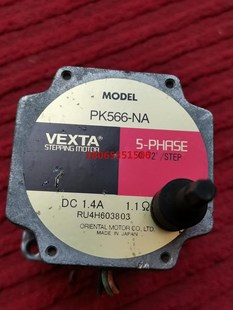 MODEL
PK566-NA
VEXTA
STEPPING MOTOR
5-PHASE
/STEP
DC 1.4A 1.1Ω
RU4H603803
ORIENTAL MOTOR CO., LTD.
MADE IN JAPAN